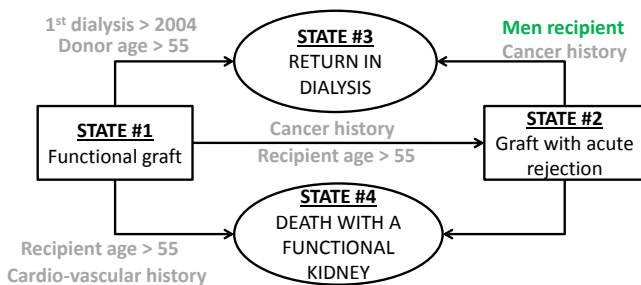 1st dialysis > 2004
Donor age > 55
STATE #3
RETURN IN
DIALYSIS
Men recipient
Cancer history
STATE #1
Functional graft
Cancer history
Recipient age > 55
STATE #2
Graft with acute
rejection
STATE #4
DEATH WITH A
FUNCTIONAL
KIDNEY
Recipient age > 55
Cardio-vascular history